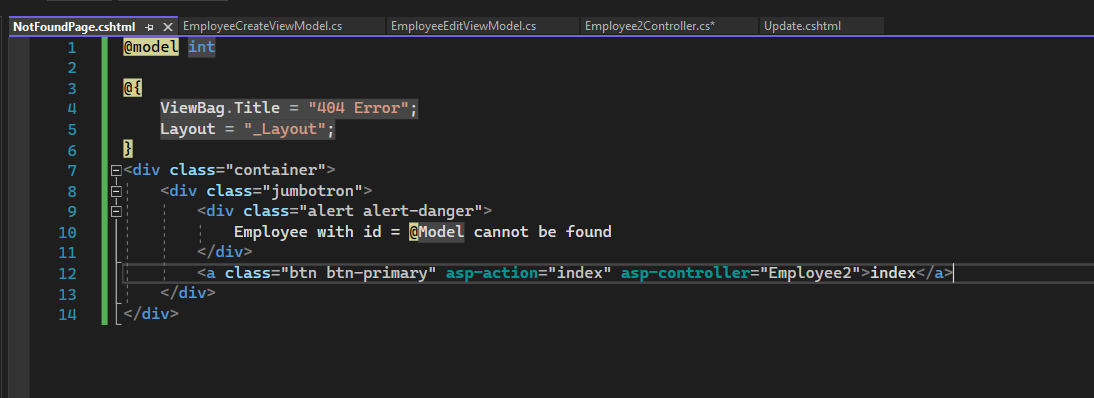 NotFoundPage.cshtml EmployeeCreateViewModel.cs EmployeeEditViewModel.cs Employee2Controller.cs* Update.cshtml
1 @model int
2
3 @{
4 ViewBag.Title = "404 Error";
5 Layout = "_Layout";
6 }
7 <div class="container">
8 <div class="jumbotron">
9 <div class="alert alert-danger">
10 Employee with id = @Model cannot be found
11 </div>
12 <a class="btn btn-primary" asp-action="index" asp-controller="Employee2">index</a>
13 </div>
14 </div>